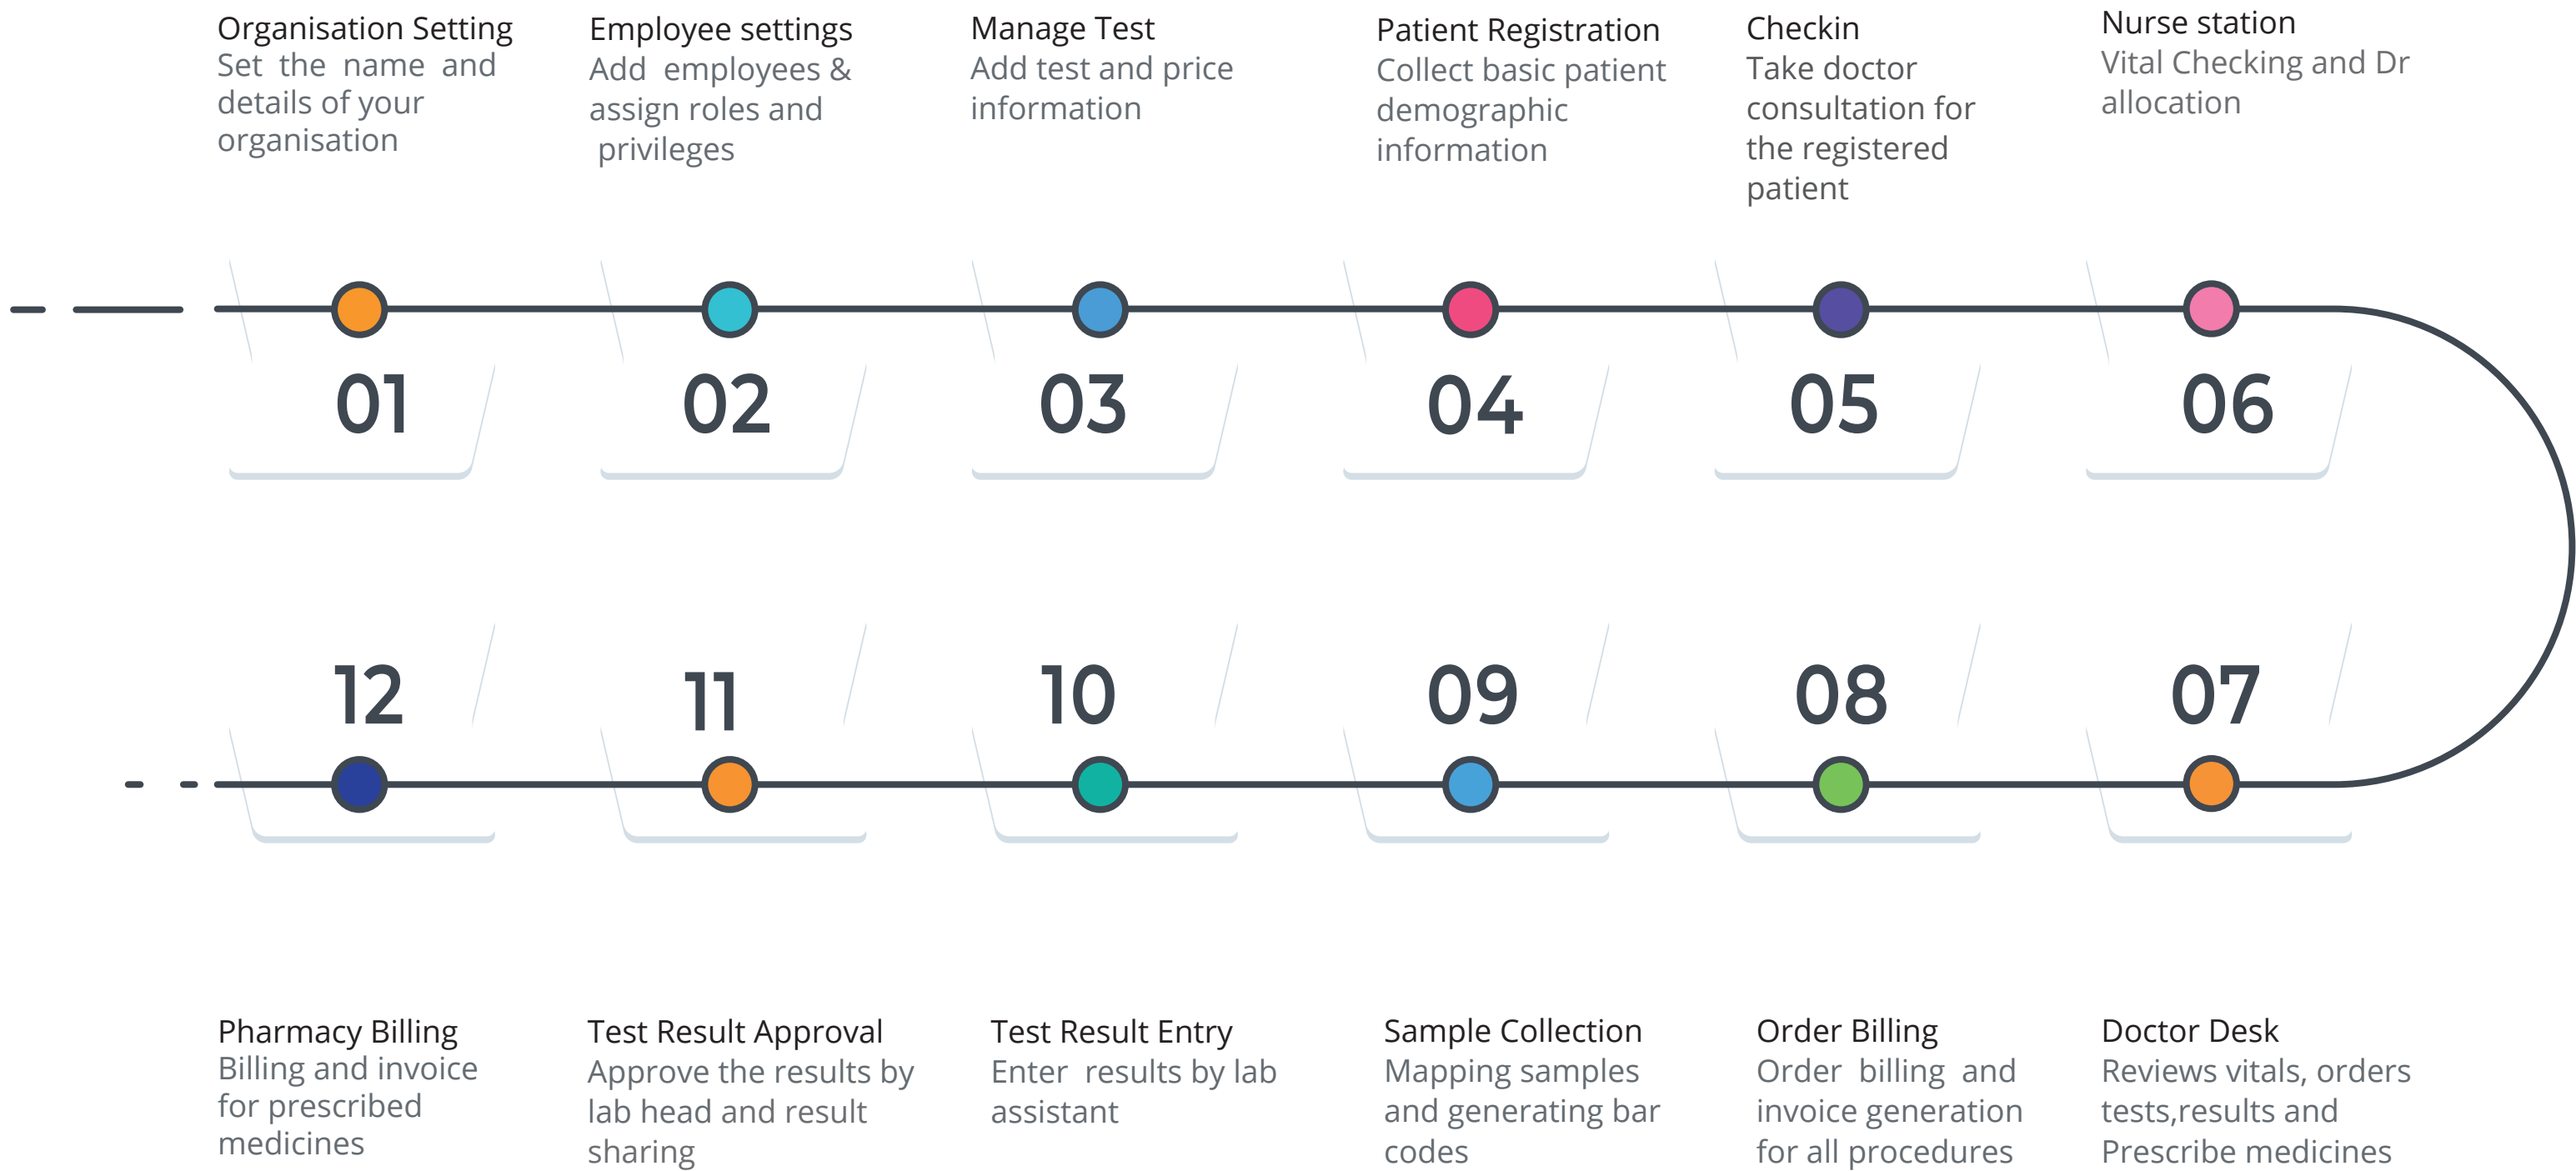 Organisation Setting
Set the name and
details of your
organisation
Employee settings
Add employees &
assign roles and
privileges
Manage Test
Add test and price
information
Patient Registration
Collect basic patient
demographic
information
Checkin
Take doctor
consultation for
the registered
patient
Nurse station
Vital Checking and Dr
allocation
01
02
03
04
05
06
12
11
10
09
08
07
Pharmacy Billing
Billing and invoice
for prescribed
medicines
Test Result Approval
Approve the results by
lab head and result
sharing
Test Result Entry
Enter results by lab
assistant
Sample Collection
Mapping samples
and generating bar
codes
Order Billing
Order billing and
invoice generation
for all procedures
Doctor Desk
Reviews vitals, orders
tests,results and
Prescribe medicines